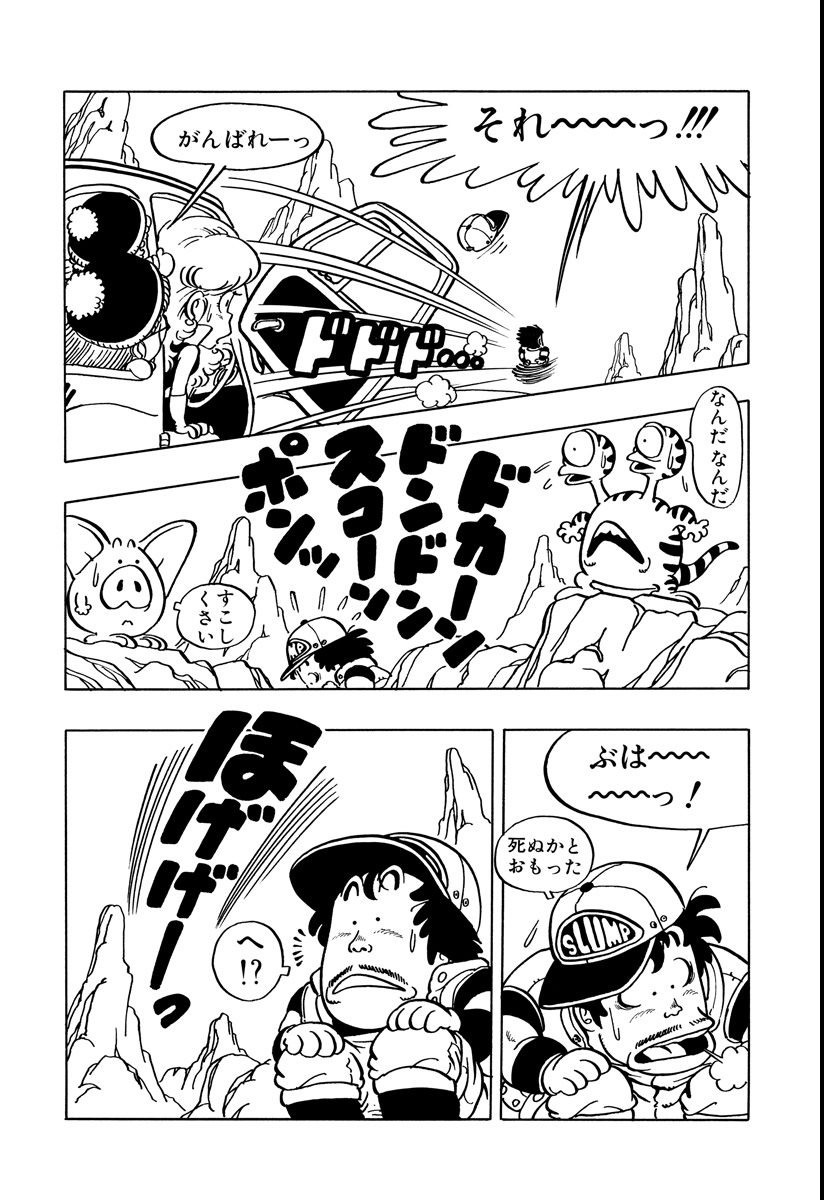 それ〜〜〜っ!!!
がんばれーっ
ドドド...
なんだなんだ
ドカーン
ドンドン
スコーン
ポンッ
すこし
くさい
ぶは〜〜
〜〜っ!
死ぬかと
おもった
SLUMP
ほげげーっ
へ
!?